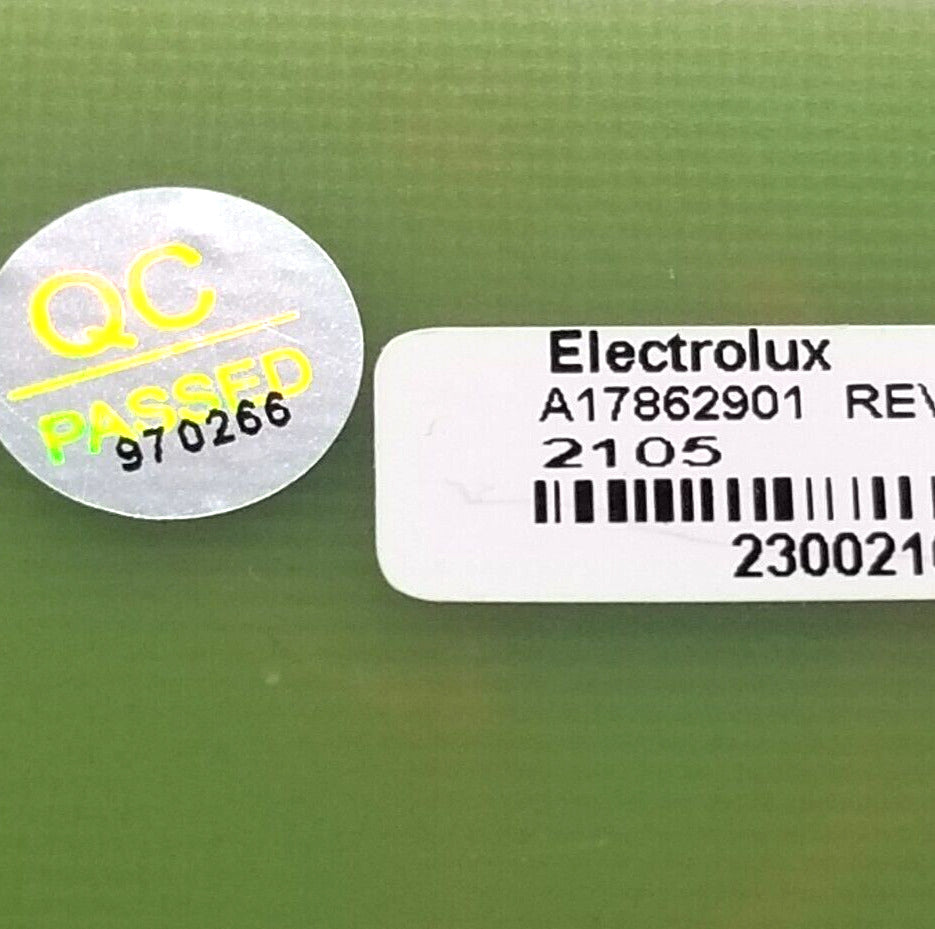 QC
PASSED
970266
Electrolux
A17862901 REV
2105
230021